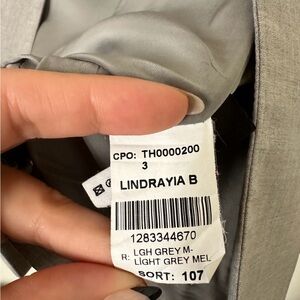 CPO: TH0000200
3
LINDRAYIA B
1283344670
R: LGH GREY M-
LIGHT GREY MEL
SORT: 107